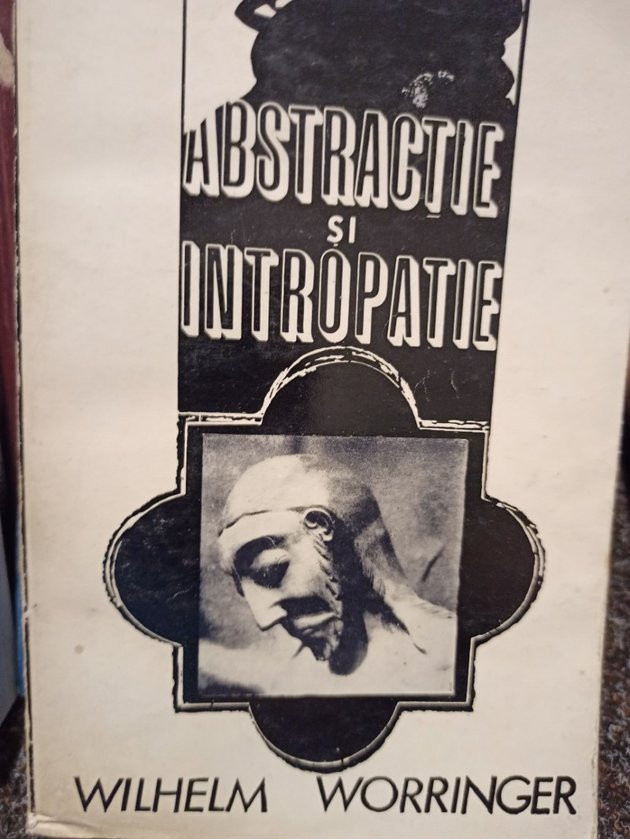 ABSTRACȚIE
ȘI
INTROPATIE
WILHELM WORRINGER